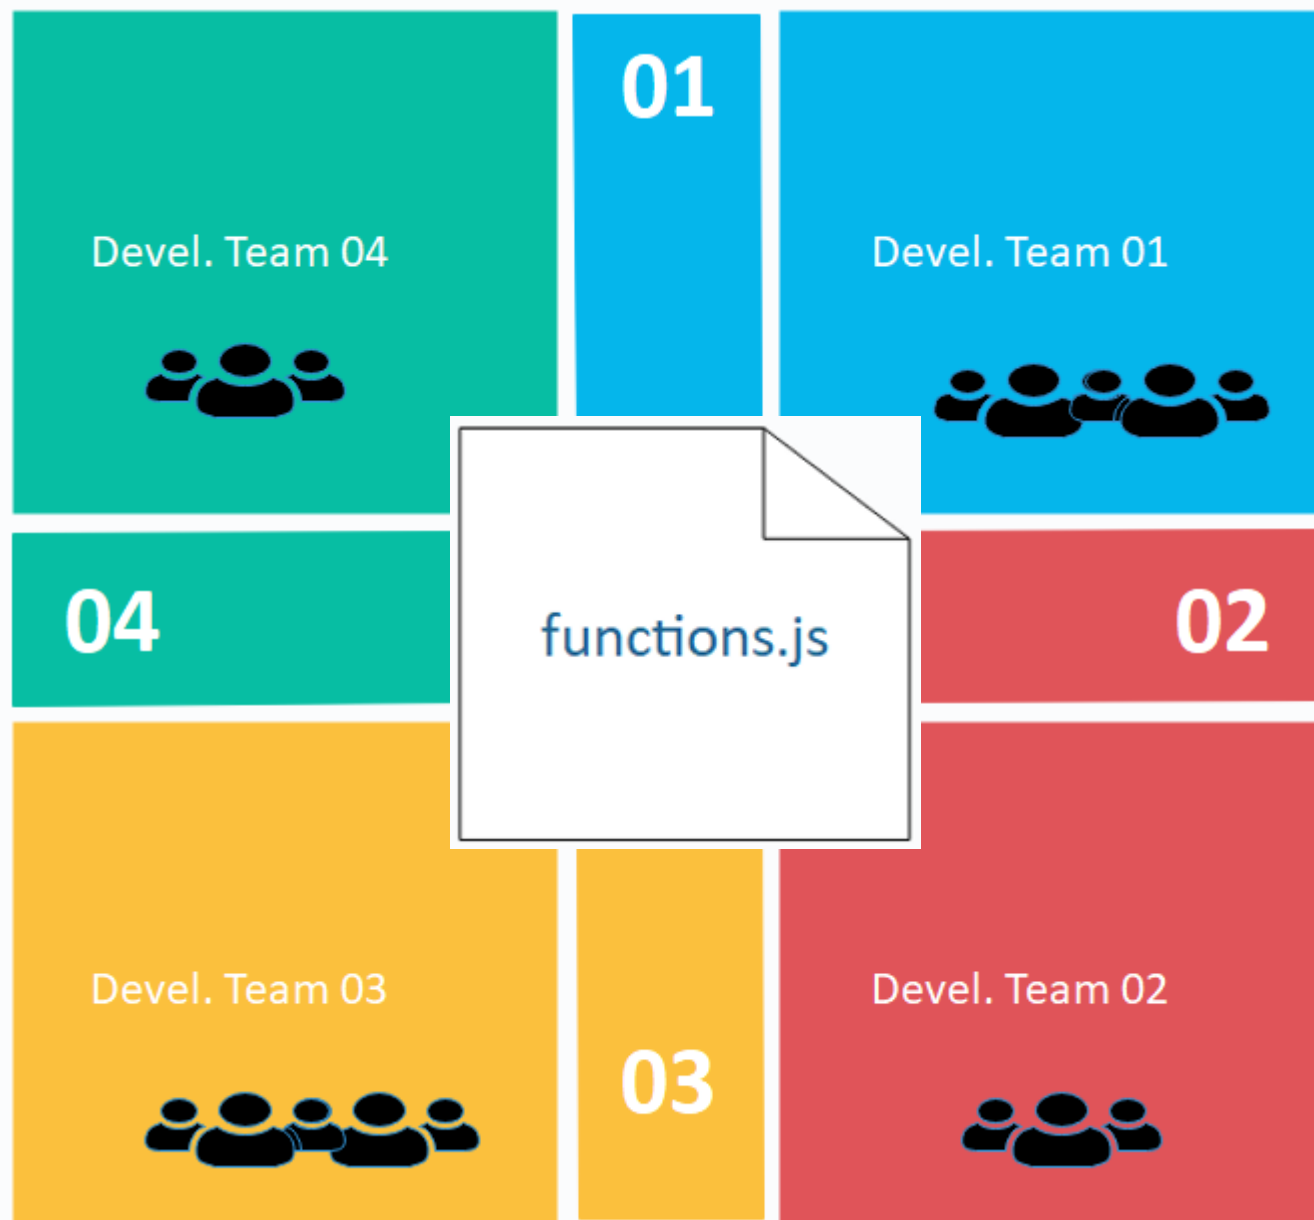 01
Devel. Team 04
Devel. Team 01
functions.js
04
02
Devel. Team 03
Devel. Team 02
03